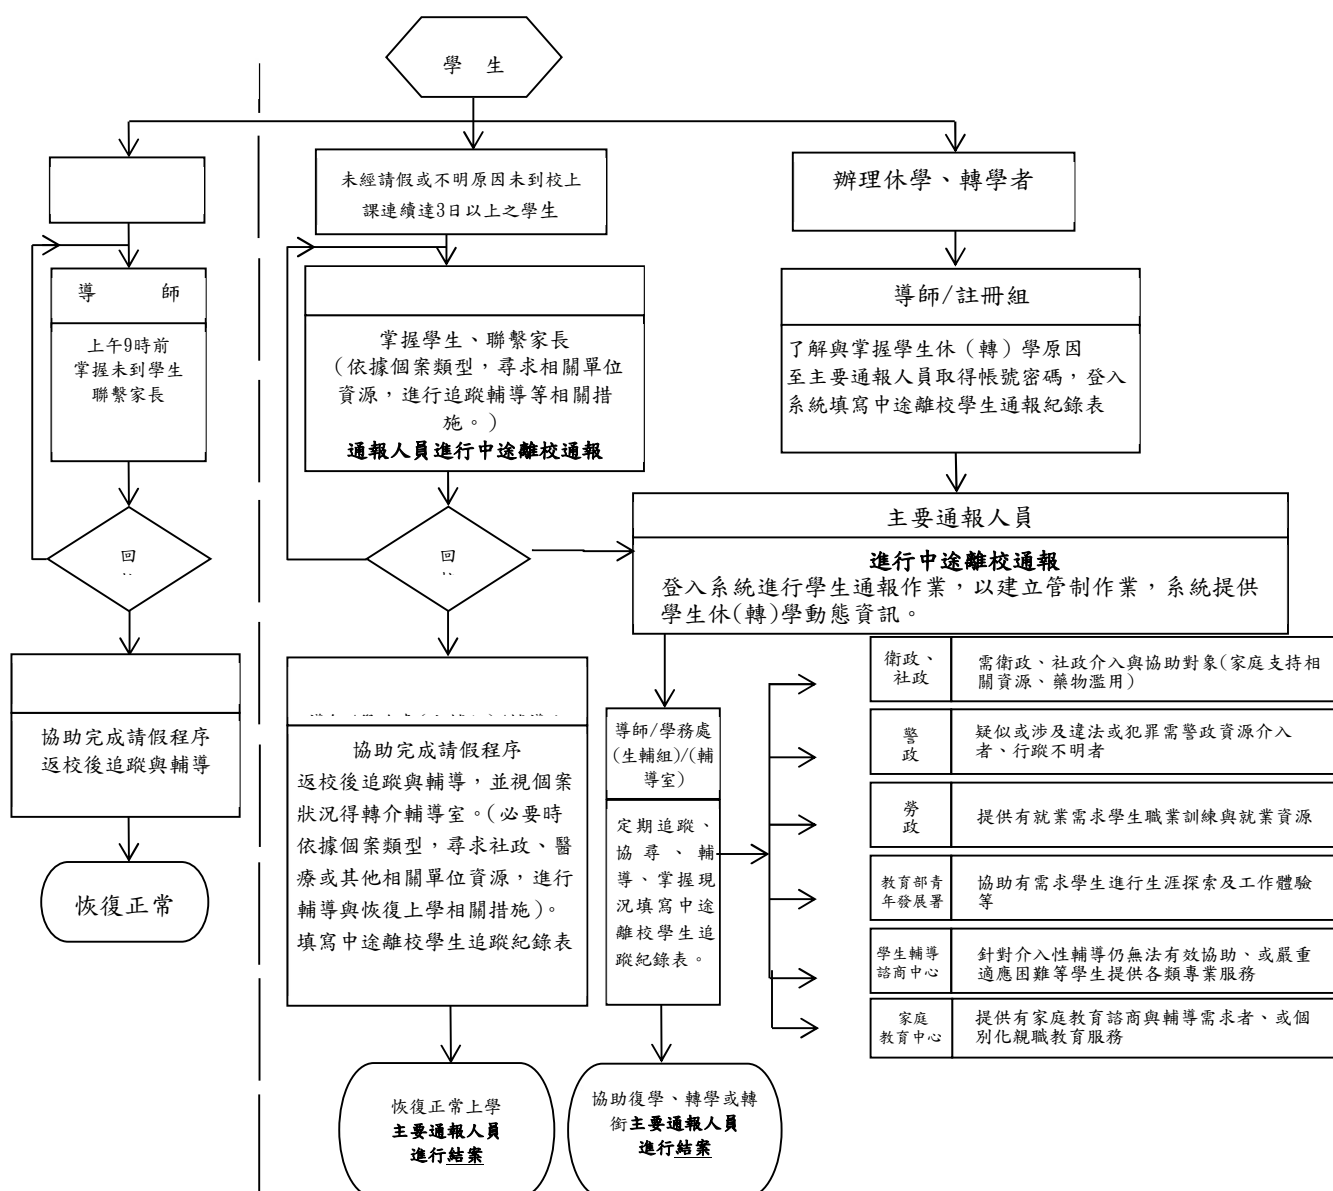 學 生
未經請假或不明原因未到校上
課連續達3日以上之學生
辦理休學、轉學者
導 師
上午9時前
掌握未到學生
聯繫家長
掌握學生、聯繫家長
(依據個案類型，尋求相關單位
資源，進行追蹤輔導等相關措
施。)
通報人員進行中途離校通報
導師/註冊組
了解與掌握學生休（轉）學原因
至主要通報人員取得帳號密碼，登入
系統填寫中途離校學生通報紀錄表
回
回
主要通報人員
進行中途離校通報
登入系統進行學生通報作業，以建立管制作業，系統提供
學生休(轉)學動態資訊。
協助完成請假程序
返校後追蹤與輔導
恢復正常
協助完成請假程序
返校後追蹤與輔導，並視個案
狀況得轉介輔導室。(必要時
依據個案類型，尋求社政、醫
療或其他相關單位資源，進行
輔導與恢復上學相關措施)。
填寫中途離校學生追蹤紀錄表
導師/學務處
(生輔組)/(輔
導室)
定期追蹤、
協尋、輔
導、掌握現
況填寫中途
離校學生追
蹤紀錄表。
衛政、
社政
需衛政、社政介入與協助對象(家庭支持相
關資源、藥物濫用)
警
政
疑似或涉及違法或犯罪需警政資源介入
者、行蹤不明者
勞
政
提供有就業需求學生職業訓練與就業資源
教育部青
年發展署
協助有需求學生進行生涯探索及工作體驗
等
學生輔導
諮商中心
針對介入性輔導仍無法有效協助、或嚴重
適應困難等學生提供各類專業服務
家庭
教育中心
提供有家庭教育諮商與輔導需求者、或個
別化親職教育服務
恢復正常上學
主要通報人員
進行結案
協助復學、轉學或轉
銜主要通報人員
進行結案